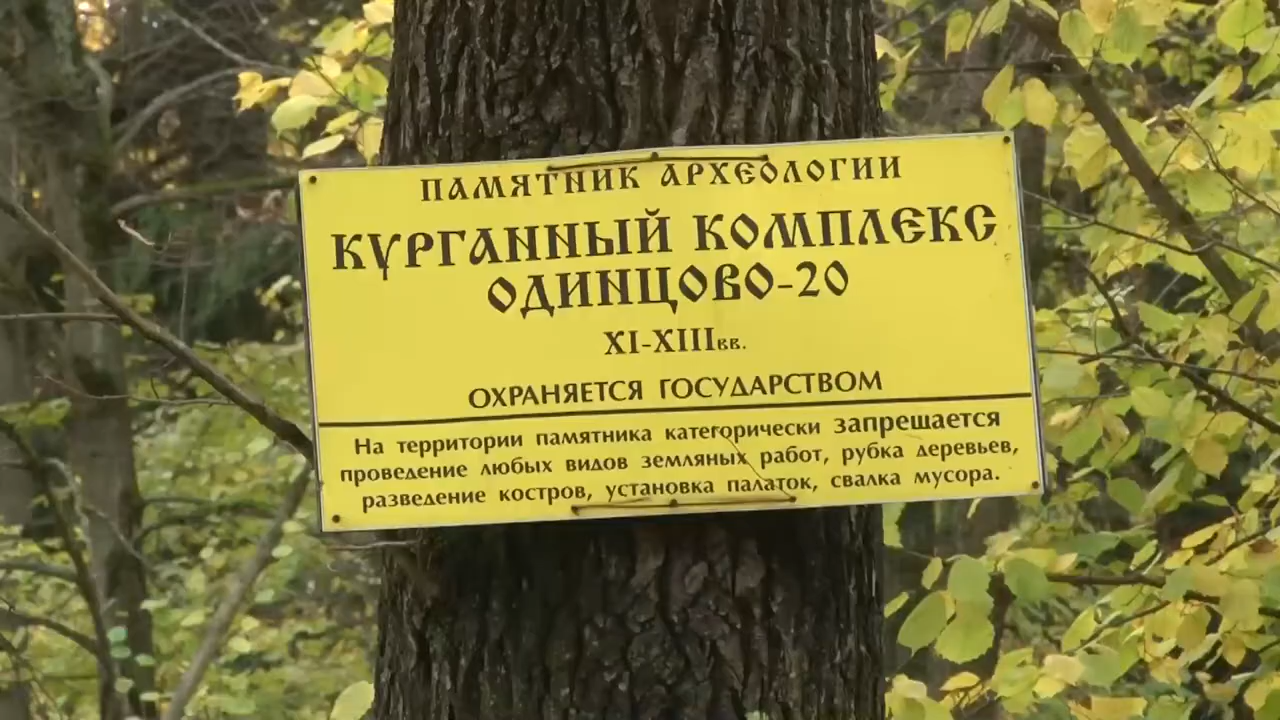 ПАМЯТНИК АРХЕОЛОГИИ
КУРГАННЫЙ КОМПЛЕКС
ОДИНЦОВО-20
XI-XIIIвв.
ОХРАНЯЕТСЯ ГОСУДАРСТВОМ
На территории памятника категорически запрещается
проведение любых видов земляных работ, рубка деревьев,
разведение костров, установка палаток, свалка мусора.